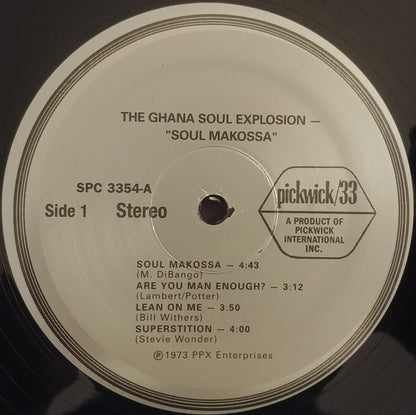 THE GHANA SOUL EXPLOSION —
"SOUL MAKOSSA"
SPC 3354-A
Side 1 Stereo
pickwick/33
A PRODUCT OF
PICKWICK
INTERNATIONAL
INC.
SOUL MAKOSSA — 4:43
(M. DiBango)
ARE YOU MAN ENOUGH? — 3:12
(Lambert/Potter)
LEAN ON ME — 3:50
(Bill Withers)
SUPERSTITION — 4:00
(Stevie Wonder)
Ⓟ 1973 PPX Enterprises